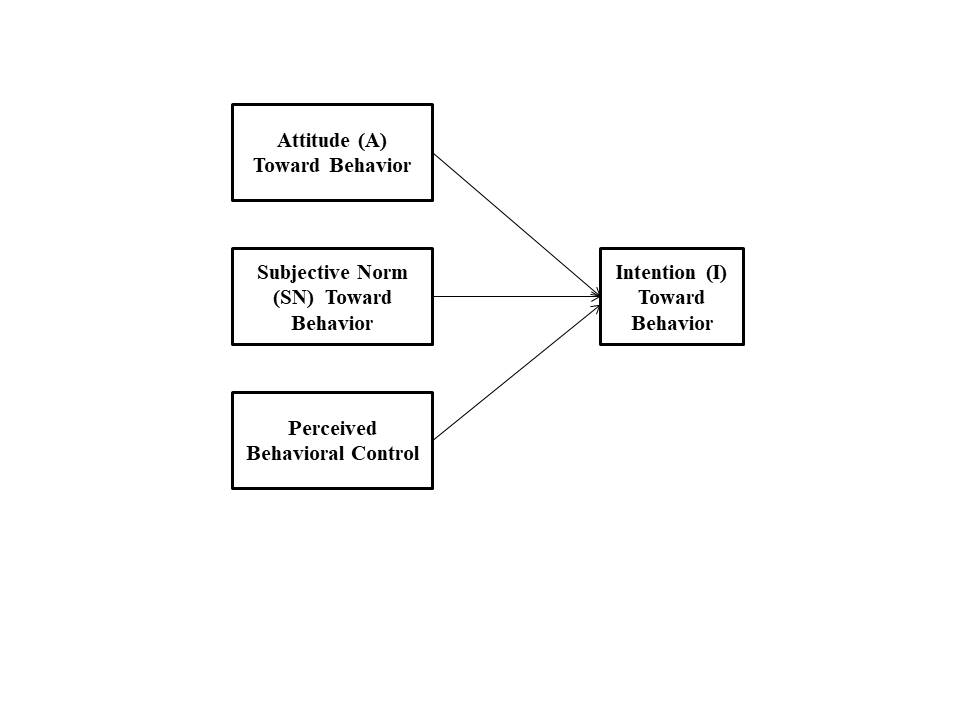 Attitude (A)
Toward Behavior
Subjective Norm
(SN) Toward
Behavior
Intention (I)
Toward
Behavior
Perceived
Behavioral Control